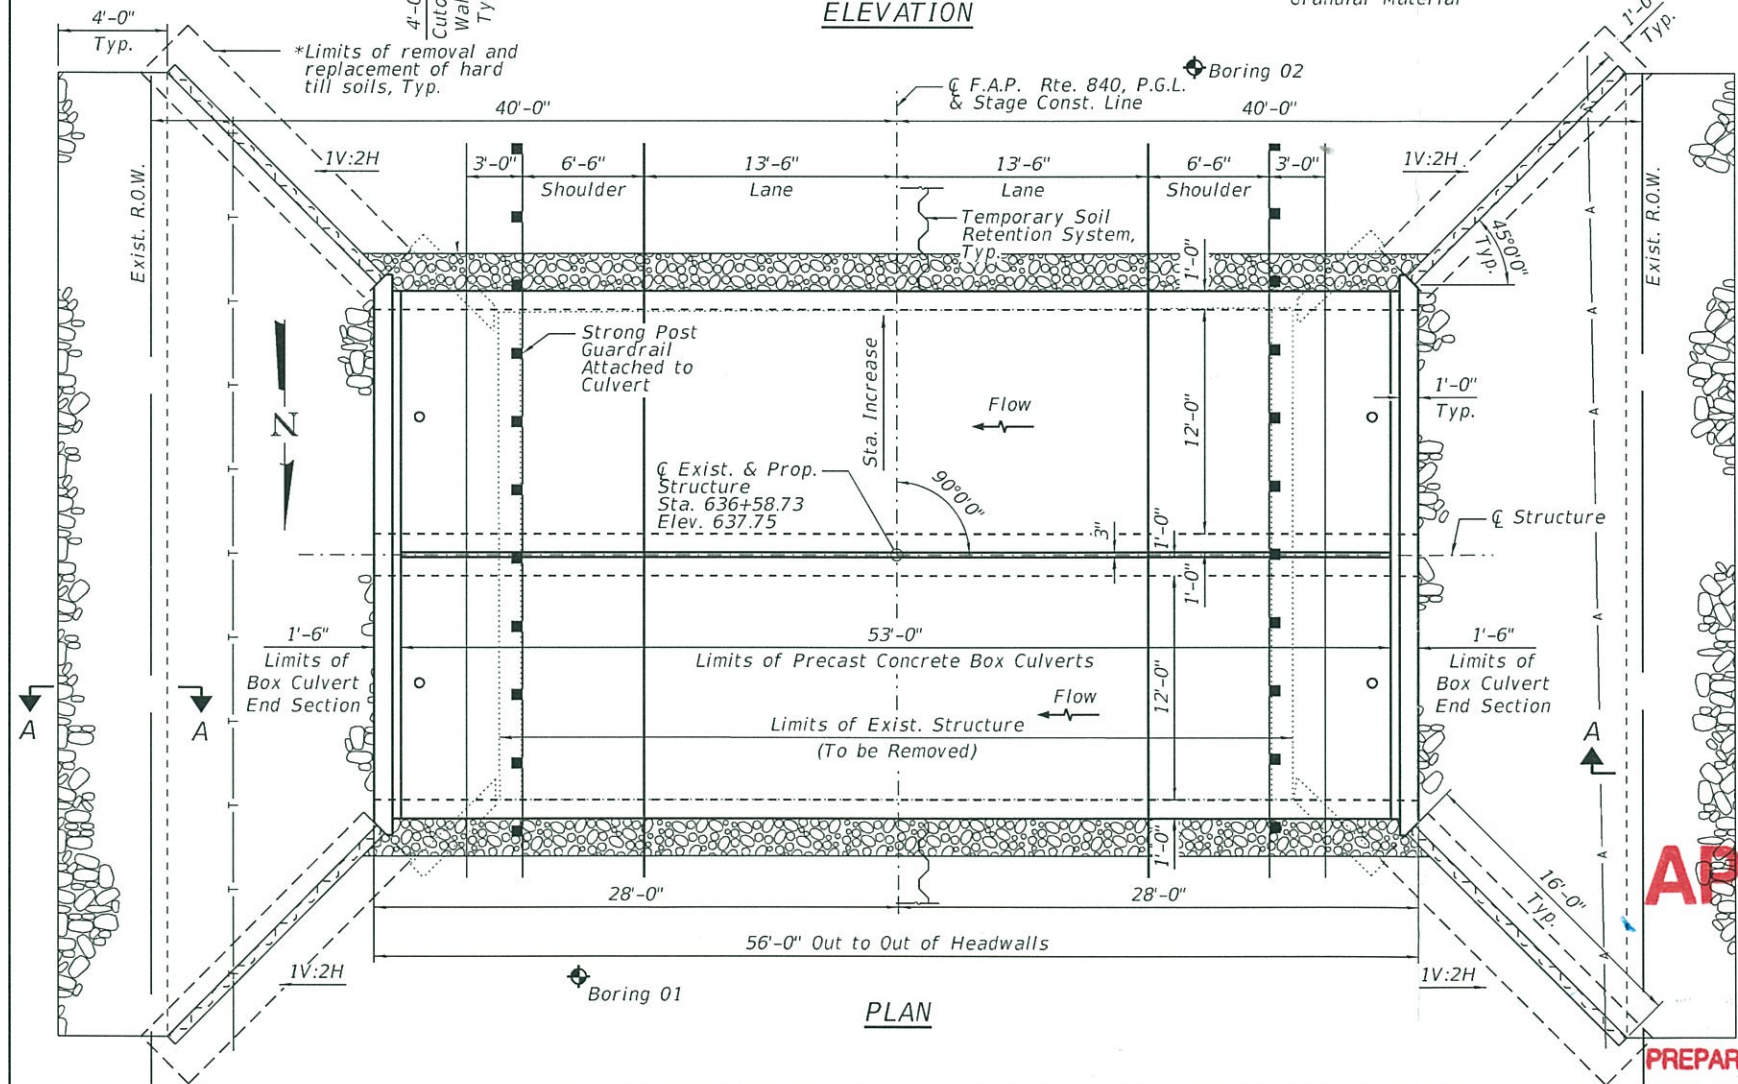 ELEVATION
Granular Material
4'-0"
Typ.
4'-0"
1'-0"
Typ.
*Limits of removal and
replacement of hard
till soils, Typ.
Boring 02
℄ F.A.P. Rte. 840, P.G.L.
& Stage Const. Line
40'-0"
40'-0"
1V:2H
3'-0"
6'-6"
Shoulder
13'-6"
Lane
13'-6"
Lane
6'-6"
Shoulder
3'-0"
1V:2H
Exist. R.O.W.
Temporary Soil
Retention System,
Typ.
1'-0"
45°0'0"
Typ.
Exist. R.O.W.
Strong Post
Guardrail
Attached to
Culvert
N
Sta. Increase
Flow
12'-0"
1'-0"
Typ.
℄ Exist. & Prop.
Structure
Sta. 636+58.73
Elev. 637.75
90°0'0"
3"
1'-0"
1'-0"
℄ Structure
1'-6"
Limits of
Box Culvert
End Section
53'-0"
Limits of Precast Concrete Box Culverts
1'-6"
Limits of
Box Culvert
End Section
12'-0"
Flow
Limits of Exist. Structure
(To be Removed)
A
A
A
1'-0"
28'-0"
28'-0"
16'-0"
Typ.
56'-0" Out to Out of Headwalls
1V:2H
Boring 01
1V:2H
PLAN